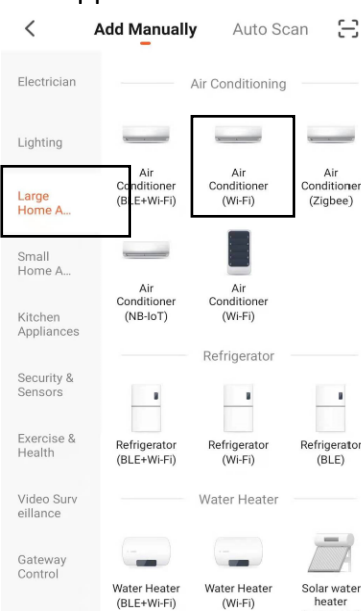 Add Manually Auto Scan
Electrician
Lighting
Large
Home A...
Small
Home A...
Kitchen
Appliances
Security &
Sensors
Exercise &
Health
Video Surv
eillance
Gateway
Control
Air Conditioning
Air
Conditioner
(BLE+Wi-Fi)
Air
Conditioner
(Wi-Fi)
Air
Conditioner
(Zigbee)
Air
Conditioner
(NB-IoT)
Air
Conditioner
(Wi-Fi)
Refrigerator
Refrigerator
(BLE+Wi-Fi)
Refrigerator
(Wi-Fi)
Refrigerator
(BLE)
Water Heater
Water Heater
(BLE+Wi-Fi)
Water Heater
(Wi-Fi)
Solar water
heater